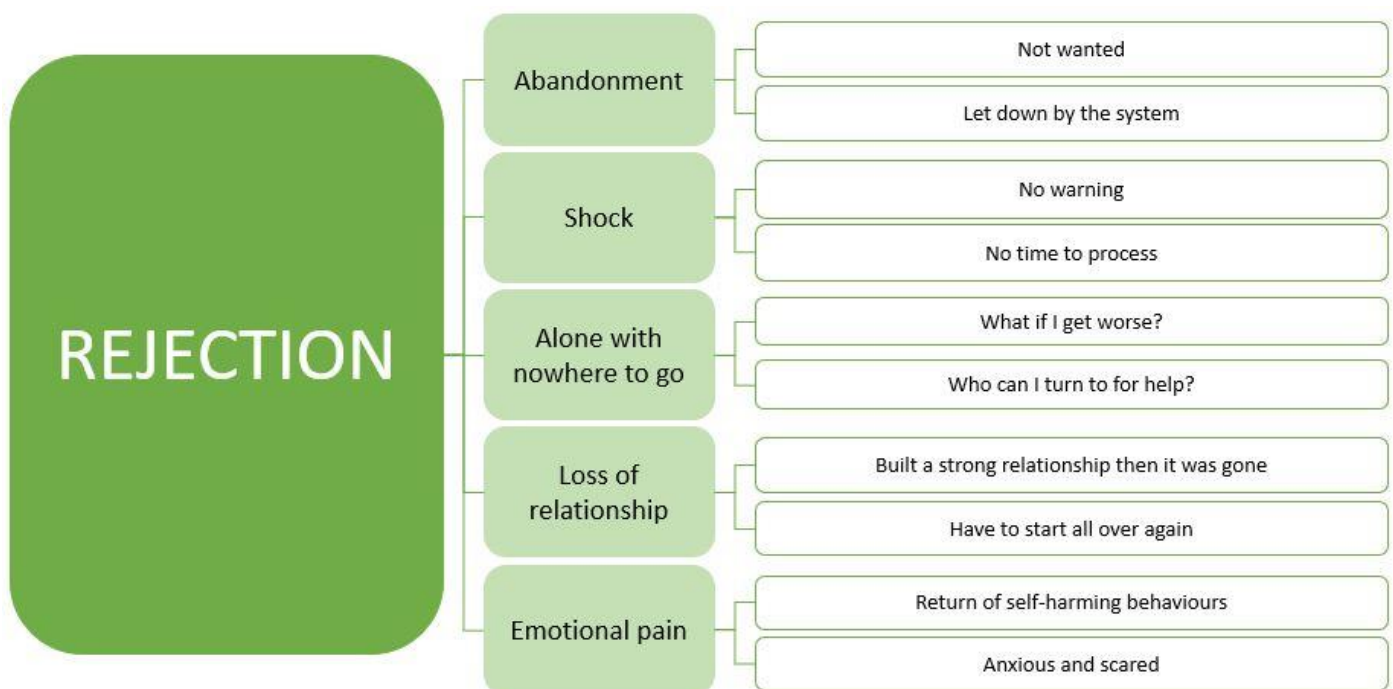 REJECTION
Abandonment
Not wanted
Let down by the system
Shock
No warning
No time to process
Alone with
nowhere to go
What if I get worse?
Who can I turn to for help?
Loss of
relationship
Built a strong relationship then it was gone
Have to start all over again
Emotional pain
Return of self-harming behaviours
Anxious and scared